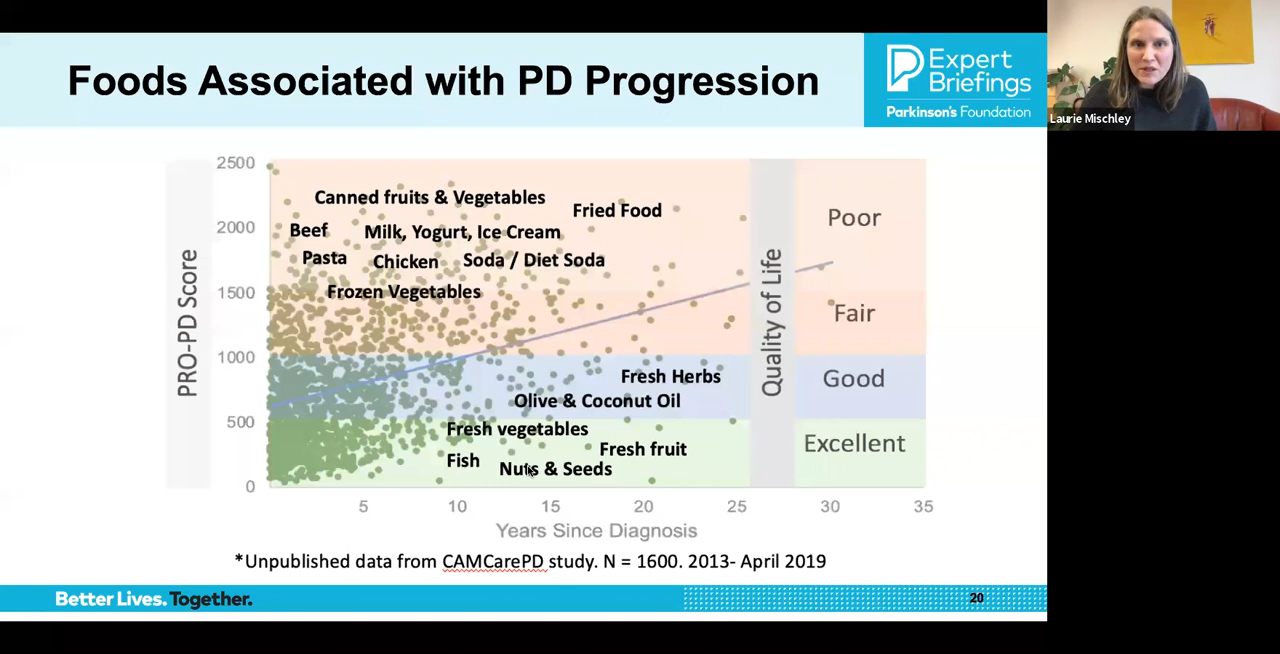 Foods Associated with PD Progression
Expert
Briefings
Parkinson's Foundation
Laurie Mischley
PRO-PD Score
2500
2000
1500
1000
500
0
Canned fruits & Vegetables
Fried Food
Beef
Milk, Yogurt, Ice Cream
Pasta
Chicken
Soda / Diet Soda
Frozen Vegetables
Fresh Herbs
Olive & Coconut Oil
Fresh vegetables
Fresh fruit
Fish
Nuts & Seeds
Quality of Life
Poor
Fair
Good
Excellent
5
10
15
20
25
30
35
Years Since Diagnosis
*Unpublished data from CAMCarePD study. N = 1600. 2013- April 2019
Better Lives. Together.
20